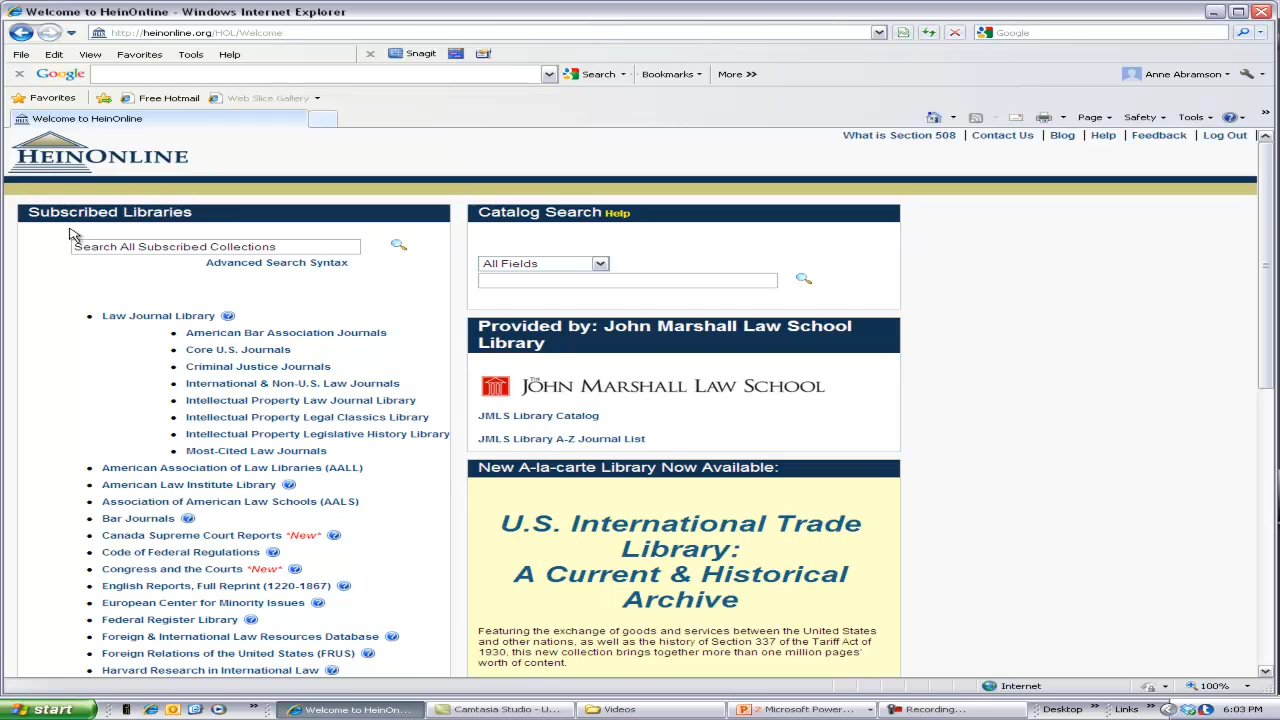 Welcome to HeinOnline - Windows Internet Explorer
http://heinonline.org/HOL/Welcome
Google
File Edit View Favorites Tools Help
Snagit
Google
Search
Bookmarks
More »
Anne Abramson
Favorites
Free Hotmail
Web Slice Gallery
Welcome to HeinOnline
Page
Safety
Tools
What is Section 508 | Contact Us | Blog | Help | Feedback | Log Out
HEIN
HEINONLINE
Subscribed Libraries
Search All Subscribed Collections
Advanced Search Syntax
Law Journal Library
American Bar Association Journals
Core U.S. Journals
Criminal Justice Journals
International & Non-U.S. Law Journals
Intellectual Property Law Journal Library
Intellectual Property Legal Classics Library
Intellectual Property Legislative History Library
Most-Cited Law Journals
American Association of Law Libraries (AALL)
American Law Institute Library
Association of American Law Schools (AALS)
Bar Journals
Canada Supreme Court Reports *New*
Code of Federal Regulations
Congress and the Courts *New*
English Reports, Full Reprint (1220-1867)
European Center for Minority Issues
Federal Register Library
Foreign & International Law Resources Database
Foreign Relations of the United States (FRUS)
Harvard Research in International Law
Catalog Search Help
All Fields
Provided by: John Marshall Law School
Library
THE JOHN MARSHALL LAW SCHOOL
JMLS Library Catalog
JMLS Library A-Z Journal List
New A-la-carte Library Now Available:
U.S. International Trade
Library:
A Current & Historical
Archive
Featuring the exchange of goods and services between the United States
and other nations, as well as the history of Section 337 of the Tariff Act of
1930, this new collection brings together more than one million pages'
worth of content.
Internet
100%
start
Welcome to HeinOn...
Camtasia Studio - U...
Videos
2 Microsoft Power...
Recording...
Desktop
Links
6:03 PM